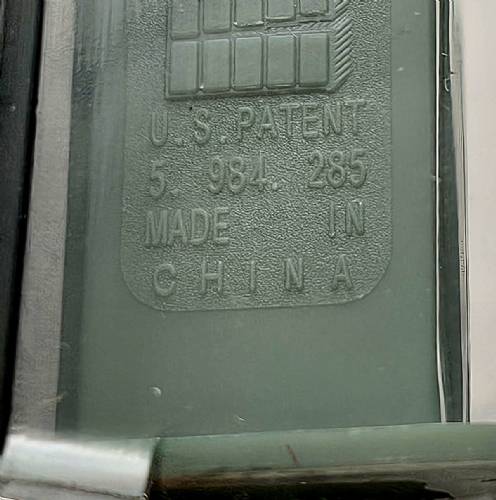 U.S. PATENT
5. 984. 285
MADE IN
CHINA